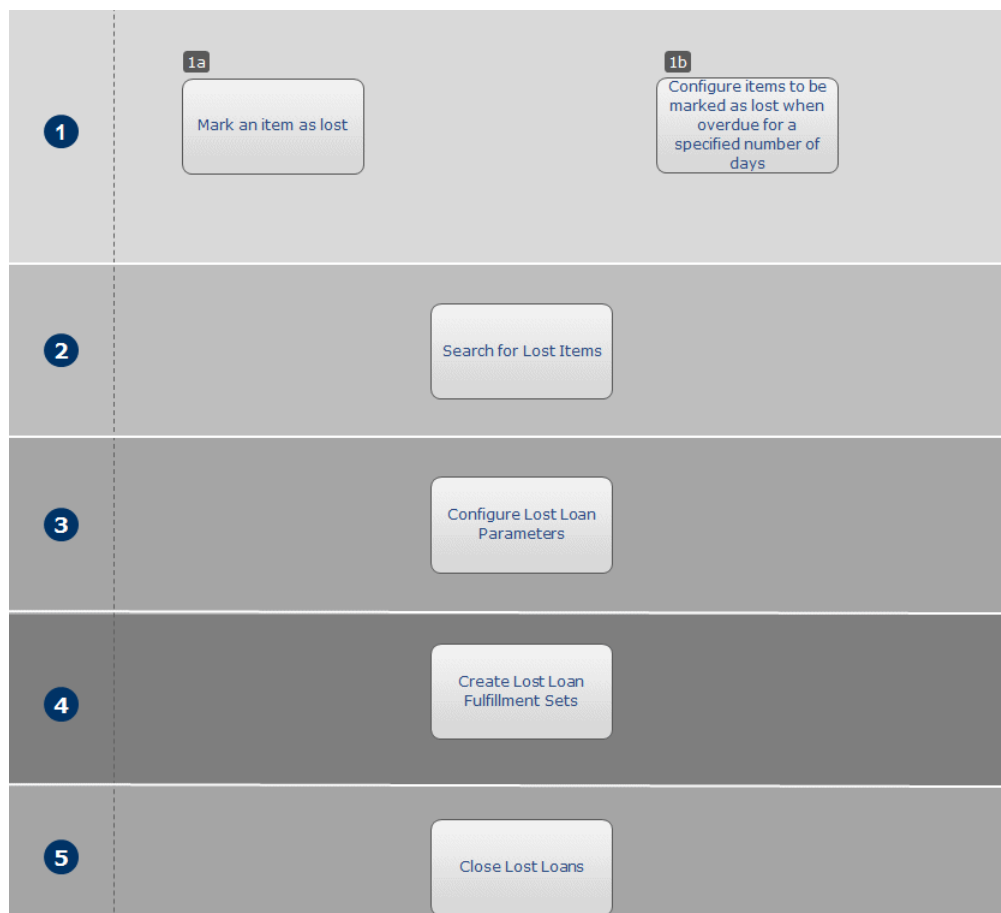 1
1a
Mark an item as lost
1b
Configure items to be
marked as lost when
overdue for a
specified number of
days
2
Search for Lost Items
3
Configure Lost Loan
Parameters
4
Create Lost Loan
Fulfillment Sets
5
Close Lost Loans